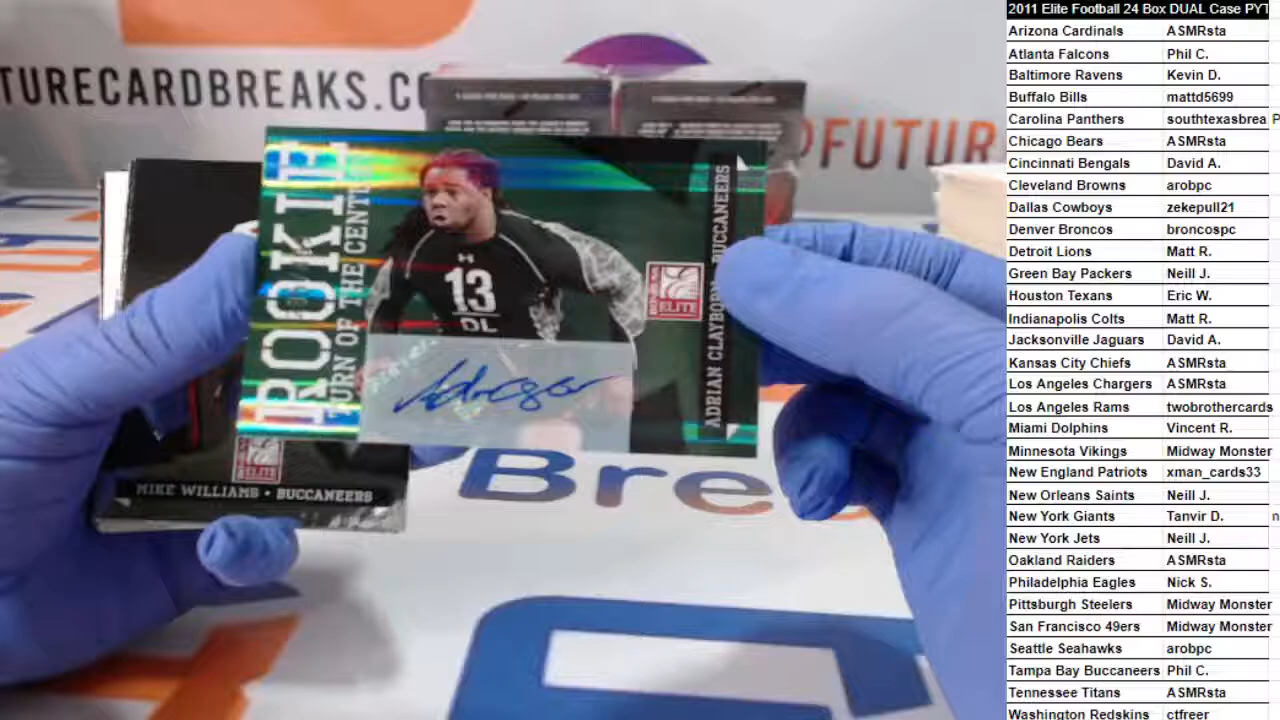 TURECARDBREAKS.CO
DFUTUR
ROOKIE
TURN OF THE CENTU
13
DL
ELITE
ADRIAN CLAYBORN BUCCANEERS
ELITE
MIKE WILLIAMS • BUCCANEERS
Bre
2011 Elite Football 24 Box DUAL Case PYT
Arizona Cardinals ASMRsta
Atlanta Falcons Phil C.
Baltimore Ravens Kevin D.
Buffalo Bills mattd5699
Carolina Panthers southtexasbrea P
Chicago Bears ASMRsta
Cincinnati Bengals David A.
Cleveland Browns arobpc
Dallas Cowboys zekepull21
Denver Broncos broncospc
Detroit Lions Matt R.
Green Bay Packers Neill J.
Houston Texans Eric W.
Indianapolis Colts Matt R.
Jacksonville Jaguars David A.
Kansas City Chiefs ASMRsta
Los Angeles Chargers ASMRsta
Los Angeles Rams twobrothercards
Miami Dolphins Vincent R.
Minnesota Vikings Midway Monster
New England Patriots xman_cards33
New Orleans Saints Neill J.
New York Giants Tanvir D. n
New York Jets Neill J.
Oakland Raiders ASMRsta
Philadelphia Eagles Nick S.
Pittsburgh Steelers Midway Monster
San Francisco 49ers Midway Monster
Seattle Seahawks arobpc
Tampa Bay Buccaneers Phil C.
Tennessee Titans ASMRsta
Washington Redskins ctfreer